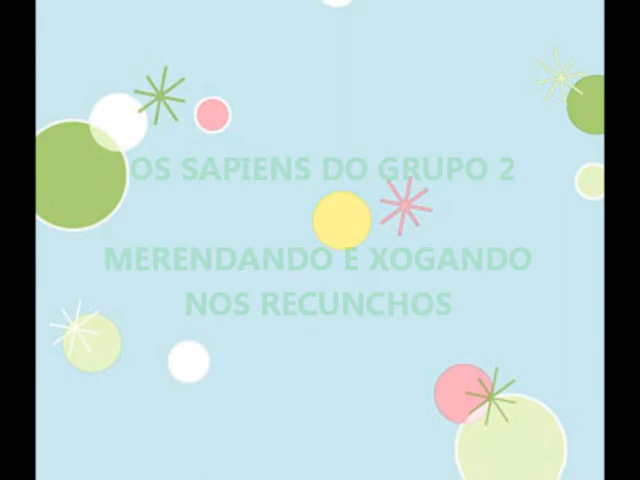 OS SAPIENS DO GRUPO 2
MERENDANDO E XOGANDO
NOS RECUNCHOS